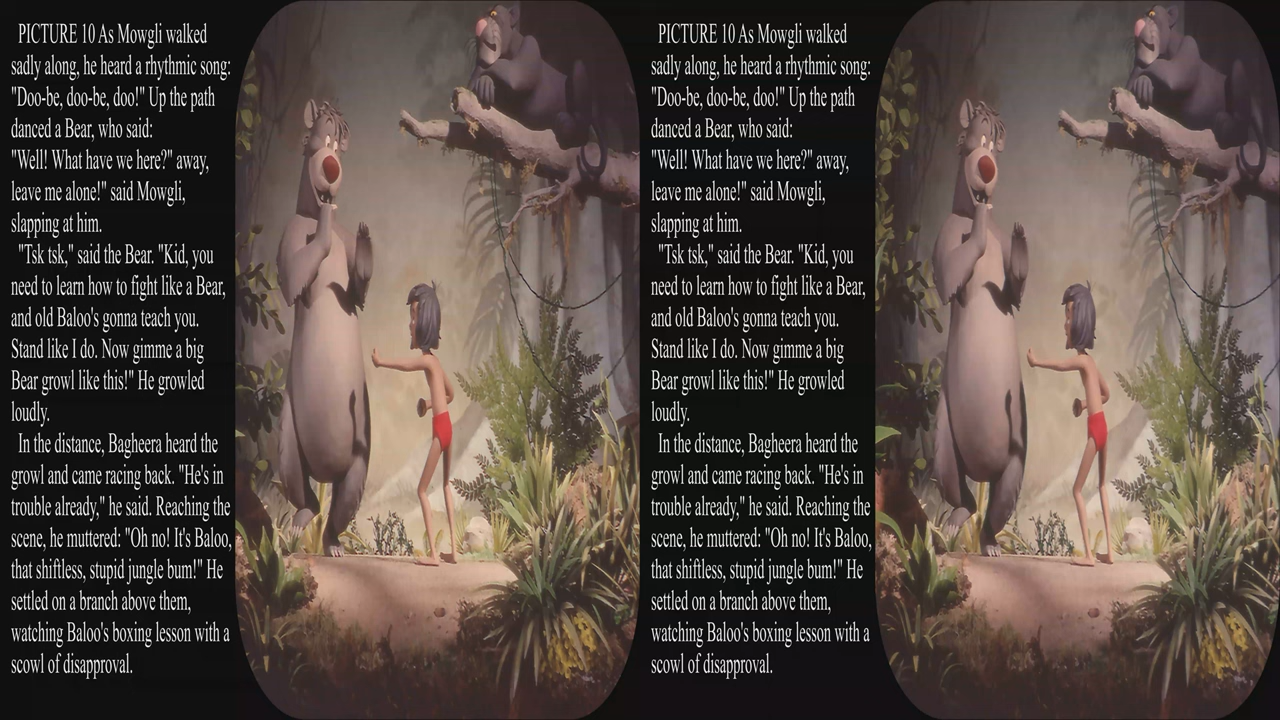 PICTURE 10 As Mowgli walked
sadly along, he heard a rhythmic song:
"Doo-be, doo-be, doo!" Up the path
danced a Bear, who said:
"Well! What have we here?" away,
leave me alone!" said Mowgli,
slapping at him.
"Tsk tsk," said the Bear. "Kid, you
need to learn how to fight like a Bear,
and old Baloo's gonna teach you.
Stand like I do. Now gimme a big
Bear growl like this!" He growled
loudly.
In the distance, Bagheera heard the
growl and came racing back. "He's in
trouble already," he said. Reaching the
scene, he muttered: "Oh no! It's Baloo,
that shiftless, stupid jungle bum!" He
settled on a branch above them,
watching Baloo's boxing lesson with a
scowl of disapproval.
PICTURE 10 As Mowgli walked
sadly along, he heard a rhythmic song:
"Doo-be, doo-be, doo!" Up the path
danced a Bear, who said:
"Well! What have we here?" away,
leave me alone!" said Mowgli,
slapping at him.
"Tsk tsk," said the Bear. "Kid, you
need to learn how to fight like a Bear,
and old Baloo's gonna teach you.
Stand like I do. Now gimme a big
Bear growl like this!" He growled
loudly.
In the distance, Bagheera heard the
growl and came racing back. "He's in
trouble already," he said. Reaching the
scene, he muttered: "Oh no! It's Baloo,
that shiftless, stupid jungle bum!" He
settled on a branch above them,
watching Baloo's boxing lesson with a
scowl of disapproval.